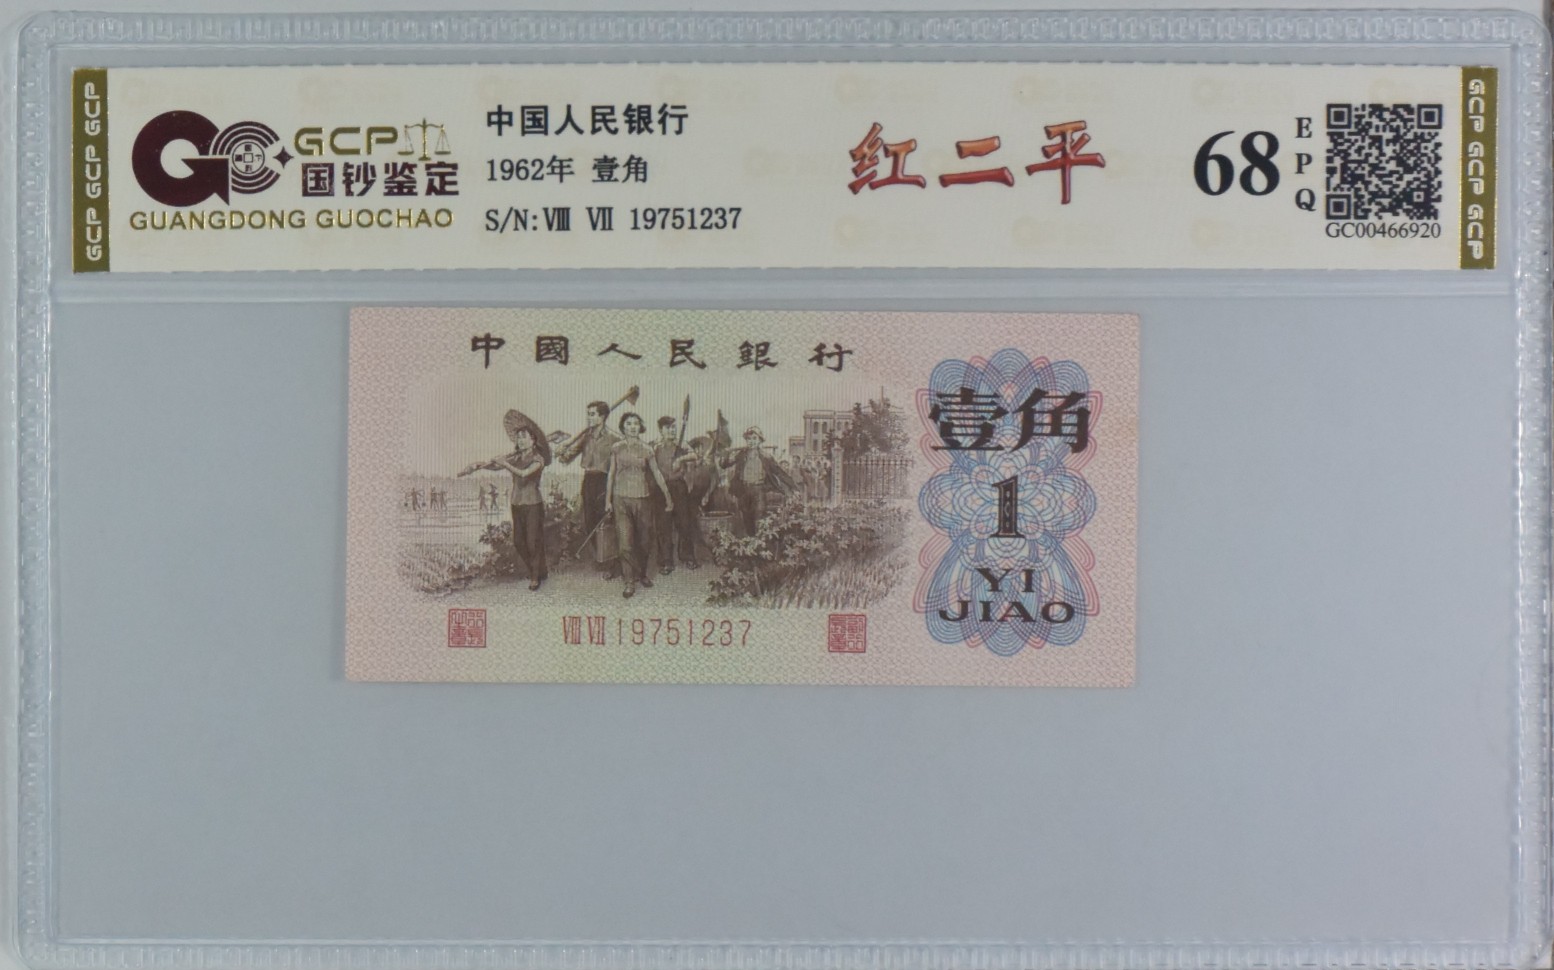 GCP GCP GCP
GCP
国钞鉴定
GUANGDONG GUOCHAO
中国人民银行
1962年 壹角
S/N: Ⅷ Ⅶ 19751237
红二平
68
EPQ
GC00466920
GCP GCP GCP
中國人民銀行
壹角
1
YI
JIAO
Ⅷ Ⅶ 19751237